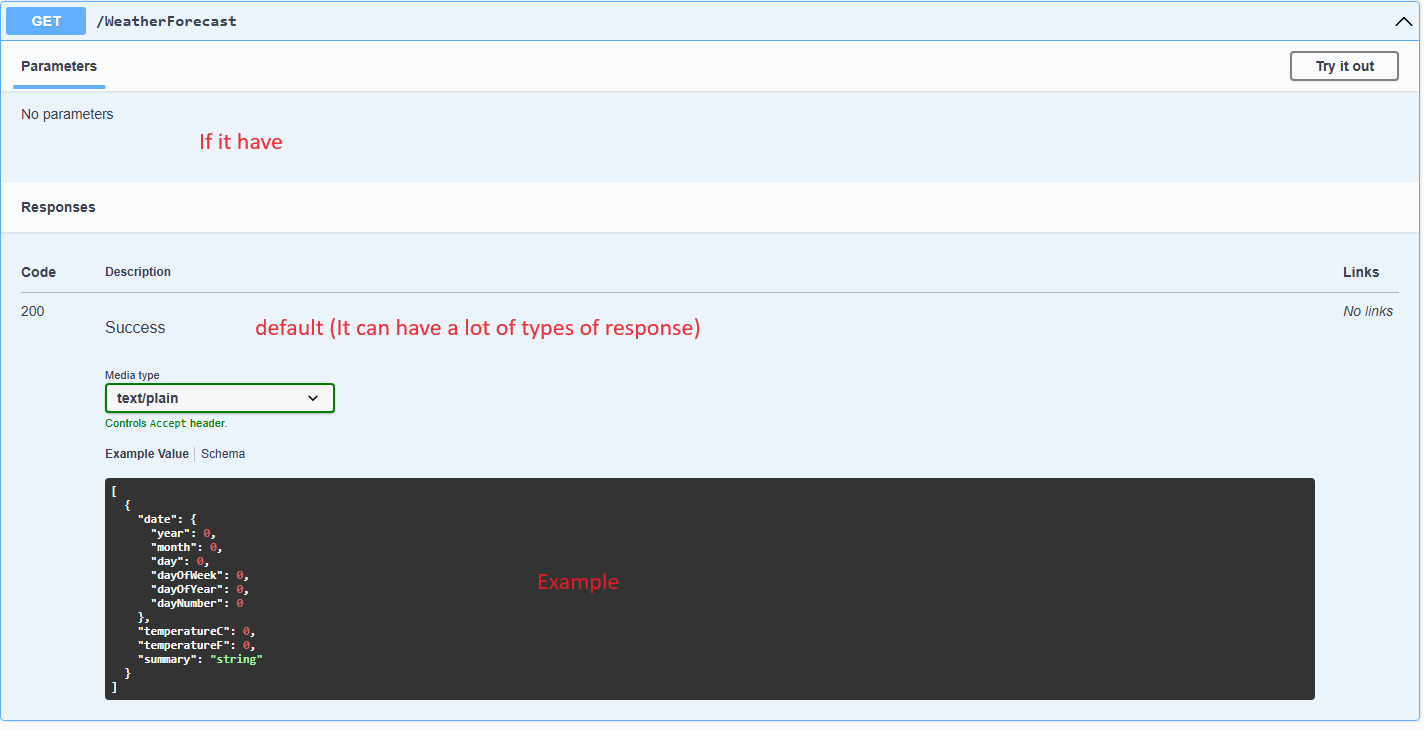 GET /WeatherForecast
Parameters Try it out
No parameters
If it have
Responses
Code Description Links
200 Success default (It can have a lot of types of response) No links
Media type
text/plain
Controls Accept header.
Example Value Schema
[
{
"date": {
"year": 0,
"month": 0,
"day": 0,
"dayOfWeek": 0,
"dayOfYear": 0,
"dayNumber": 0
},
"temperatureC": 0,
"temperatureF": 0,
"summary": "string"
}
]
Example